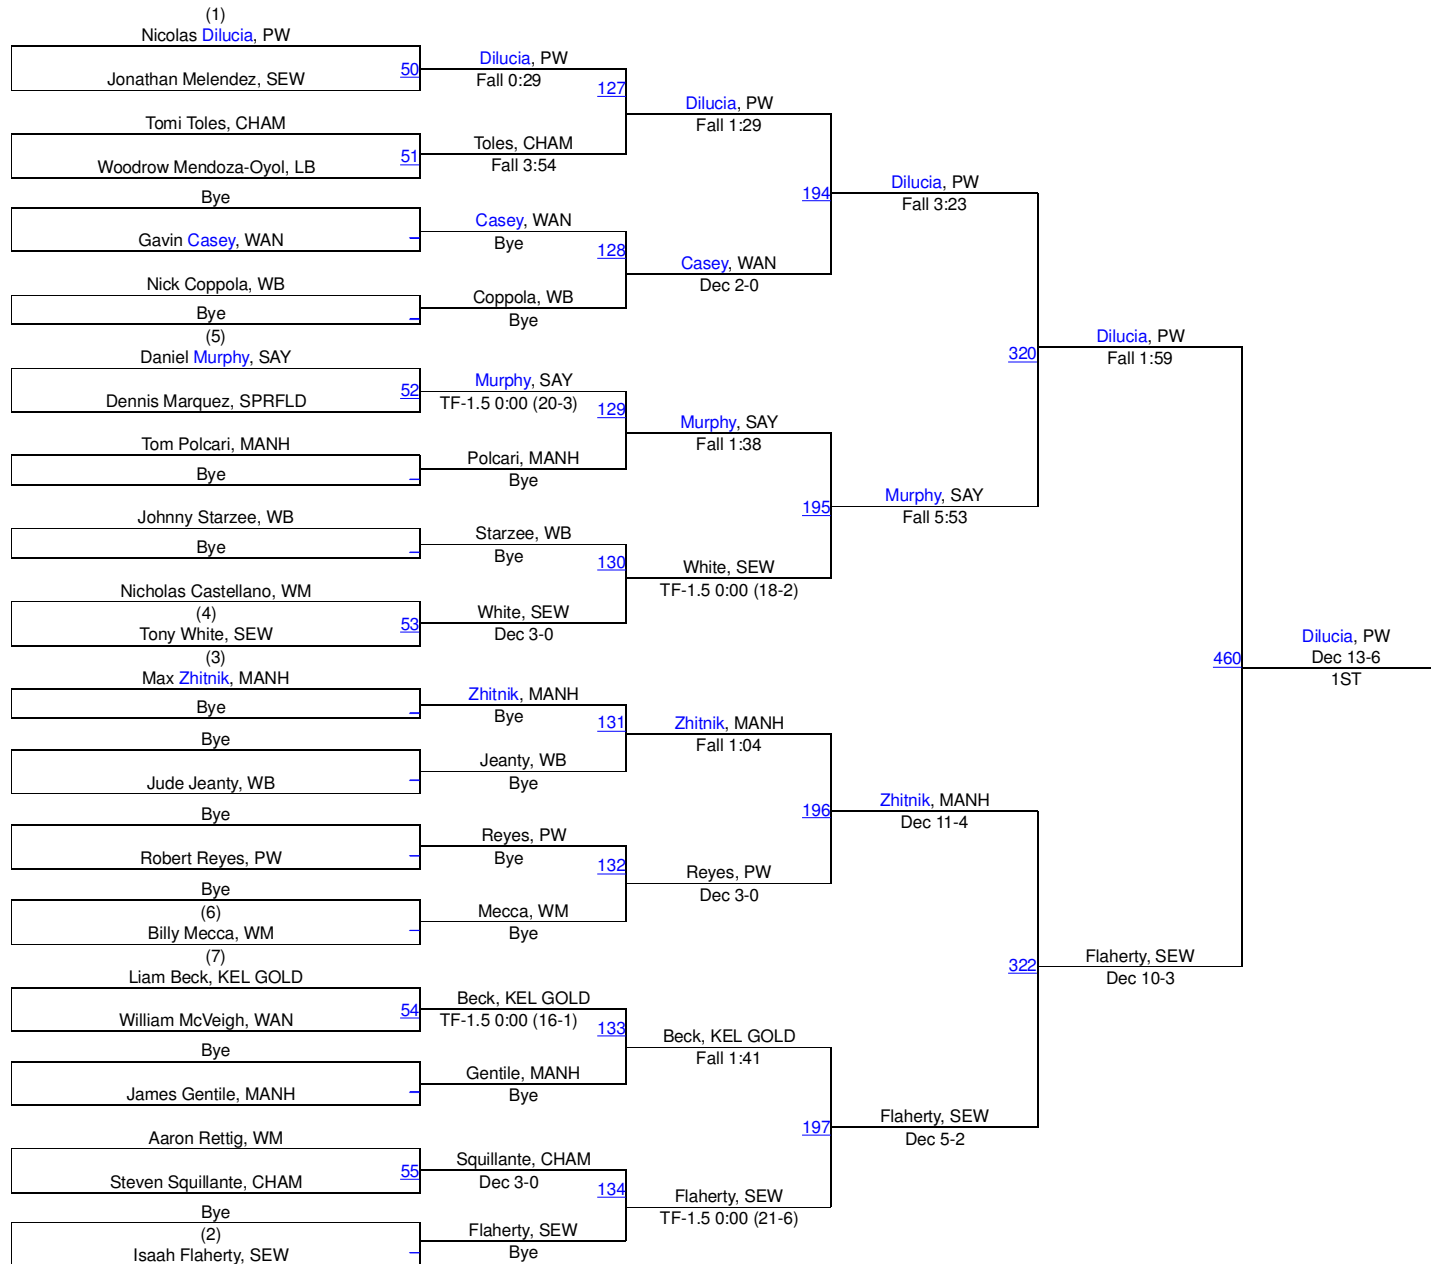 (1)
Nicolas Dilucia, PW
50
Jonathan Melendez, SEW
Tomi Toles, CHAM
51
Woodrow Mendoza-Oyol, LB
Bye
Gavin Casey, WAN
Nick Coppola, WB
Bye
(5)
Daniel Murphy, SAY
52
Dennis Marquez, SPRFLD
Tom Polcari, MANH
Bye
Johnny Starzee, WB
Bye
Nicholas Castellano, WM
(4)
53
Tony White, SEW
(3)
Max Zhitnik, MANH
Bye
Bye
Jude Jeanty, WB
Bye
Robert Reyes, PW
Bye
(6)
Billy Mecca, WM
(7)
Liam Beck, KEL GOLD
54
William McVeigh, WAN
Bye
James Gentile, MANH
Aaron Rettig, WM
55
Steven Squillante, CHAM
Bye
(2)
Isaah Flaherty, SEW
Dilucia, PW
Fall 0:29
127
Toles, CHAM
Fall 3:54
Casey, WAN
Bye
128
Coppola, WB
Bye
Murphy, SAY
TF-1.5 0:00 (20-3)
129
Polcari, MANH
Bye
Starzee, WB
Bye
130
White, SEW
Dec 3-0
Zhitnik, MANH
Bye
131
Jeanty, WB
Bye
Reyes, PW
Bye
132
Mecca, WM
Bye
Beck, KEL GOLD
TF-1.5 0:00 (16-1)
133
Gentile, MANH
Bye
Squillante, CHAM
Dec 3-0
134
Flaherty, SEW
Bye
Dilucia, PW
Fall 1:29
194
Casey, WAN
Dec 2-0
Murphy, SAY
Fall 1:38
195
White, SEW
TF-1.5 0:00 (18-2)
Zhitnik, MANH
Fall 1:04
196
Reyes, PW
Dec 3-0
Beck, KEL GOLD
Fall 1:41
197
Flaherty, SEW
TF-1.5 0:00 (21-6)
Dilucia, PW
Fall 3:23
320
Murphy, SAY
Fall 5:53
Zhitnik, MANH
Dec 11-4
322
Flaherty, SEW
Dec 5-2
Dilucia, PW
Fall 1:59
460
Flaherty, SEW
Dec 10-3
Dilucia, PW
Dec 13-6
1ST